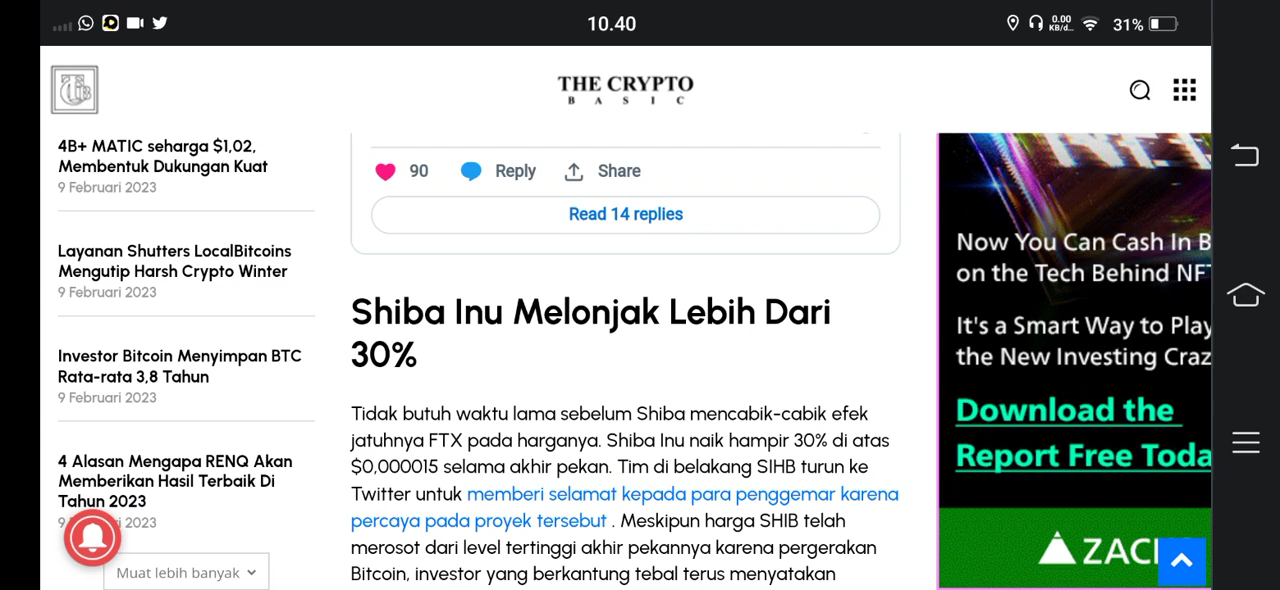 10.40
0.00
KB/d...
31%
THE CRYPTO
BASIC
4B+ MATIC seharga $1,02,
Membentuk Dukungan Kuat
9 Februari 2023
Layanan Shutters LocalBitcoins
Mengutip Harsh Crypto Winter
9 Februari 2023
Investor Bitcoin Menyimpan BTC
Rata-rata 3,8 Tahun
9 Februari 2023
4 Alasan Mengapa RENQ Akan
Memberikan Hasil Terbaik Di
Tahun 2023
2023
Muat lebih banyak
90 Reply Share
Read 14 replies
Shiba Inu Melonjak Lebih Dari
30%
Tidak butuh waktu lama sebelum Shiba mencabik-cabik efek
jatuhnya FTX pada harganya. Shiba Inu naik hampir 30% di atas
$0,000015 selama akhir pekan. Tim di belakang SIHB turun ke
Twitter untuk memberi selamat kepada para penggemar karena
percaya pada proyek tersebut . Meskipun harga SHIB telah
merosot dari level tertinggi akhir pekannya karena pergerakan
Bitcoin, investor yang berkantung tebal terus menyatakan
Now You Can Cash In B
on the Tech Behind NF
It's a Smart Way to Play
the New Investing Craz
Download the
Report Free Toda
ZAC